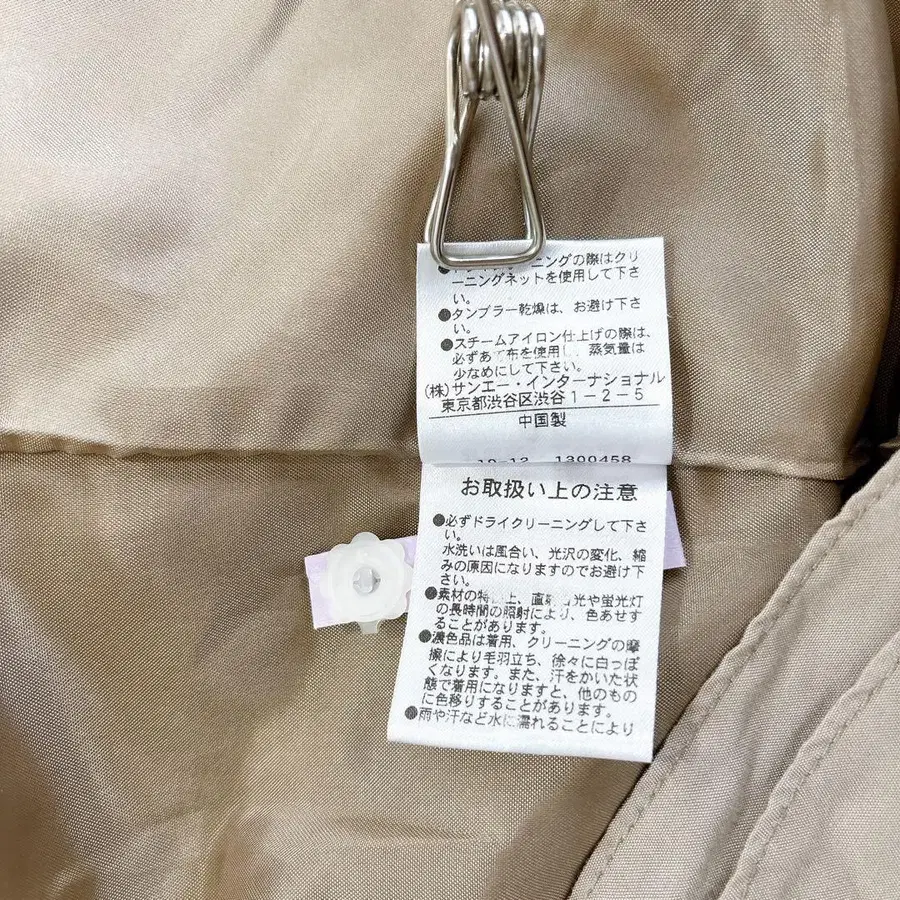 ーニングの際はクリ
ーニングネットを使用して下さ
い。
●タンブラー乾燥は、お避け下さ
い。
●スチームアイロン仕上げの際は、
必ずあて布を使用し、蒸気量は
少なめにして下さい。
(株)サンエー・インターナショナル
東京都渋谷区渋谷1-2-5
中国製
10-12 1300458
お取扱い上の注意
●必ずドライクリーニングして下さ
い。
水洗いは風合い、光沢の変化、縮
みの原因になりますのでお避け下
さい。
●素材の特性上、直射日光や蛍光灯
の長時間の照射により、色あせす
ることがあります。
●濃色品は着用、クリーニングの摩
擦により毛羽立ち、徐々に白っぽ
くなります。また、汗をかいた状
態で着用になりますと、他のもの
に色移りすることがあります。
●雨や汗など水に濡れることにより